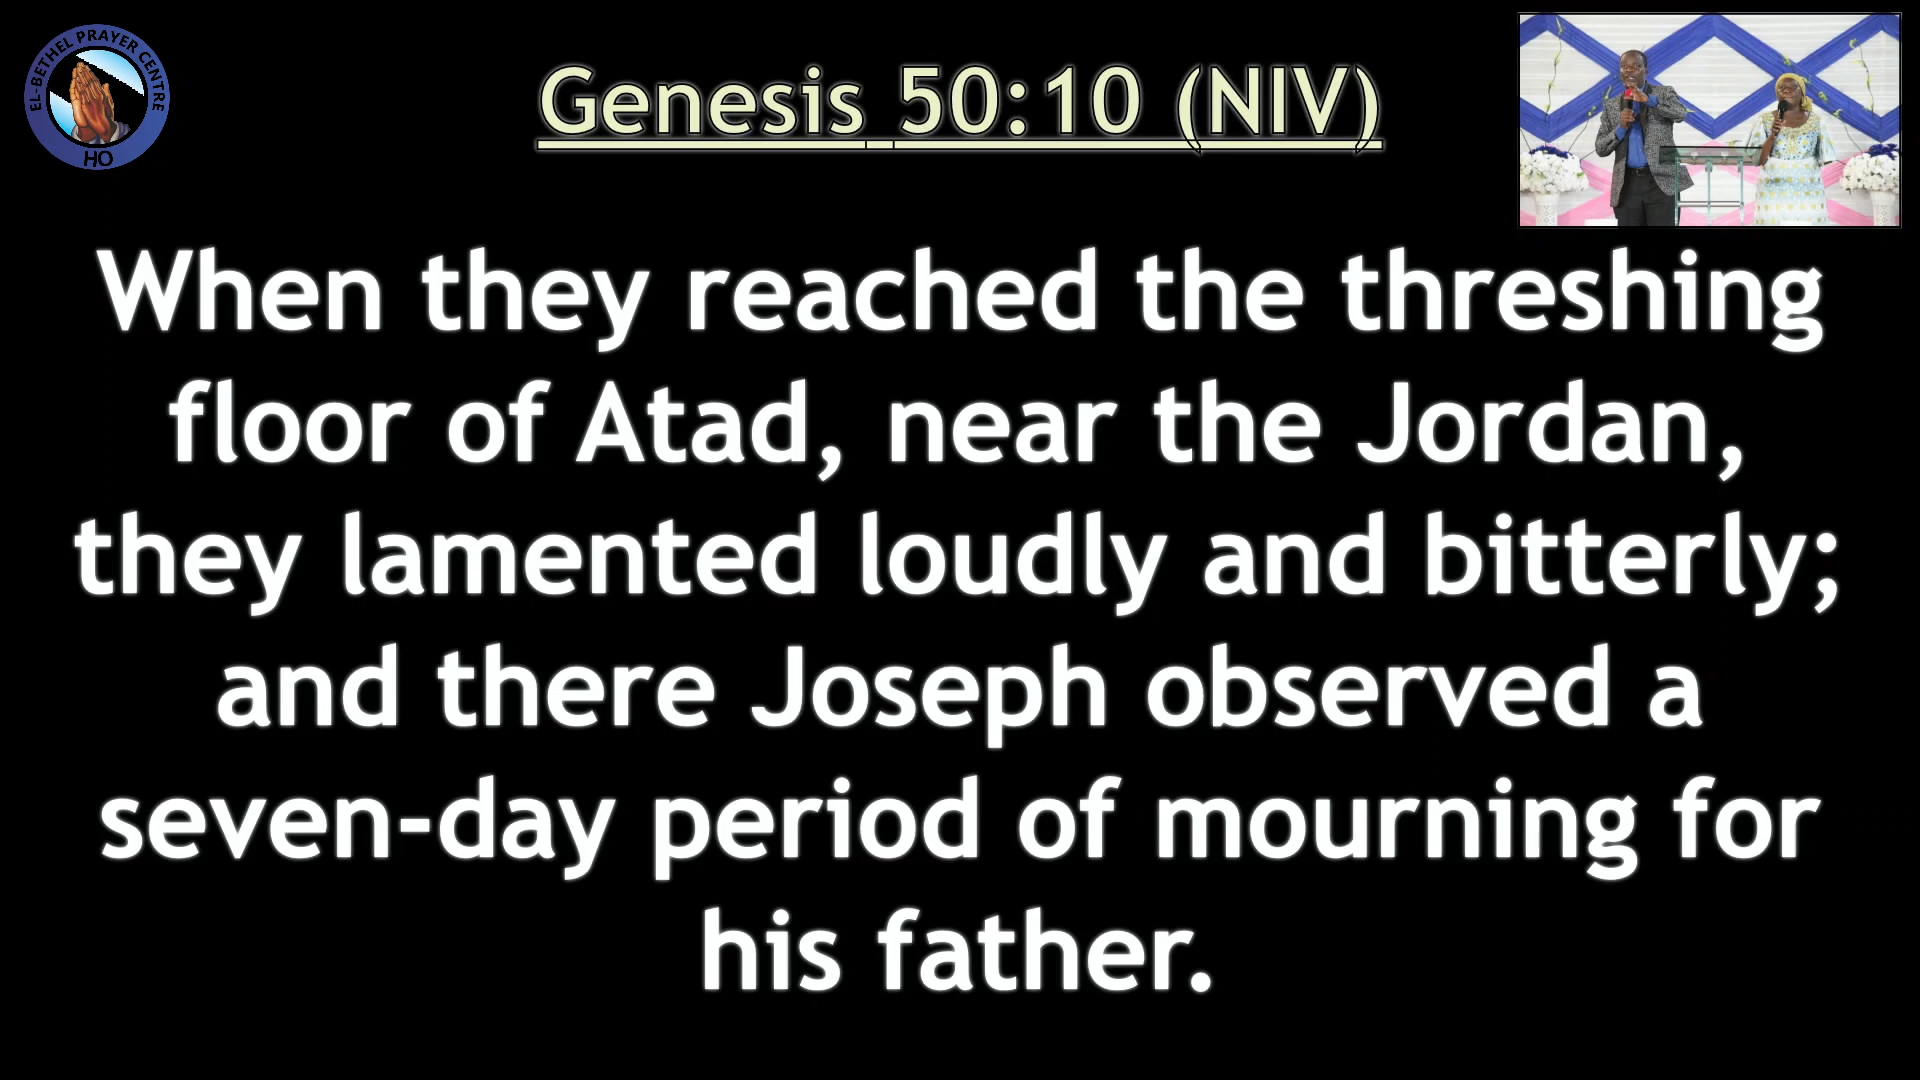 EL-BETHEL PRAYER CENTRE
HO
Genesis 50:10 (NIV)
When they reached the threshing
floor of Atad, near the Jordan,
they lamented loudly and bitterly;
and there Joseph observed a
seven-day period of mourning for
his father.